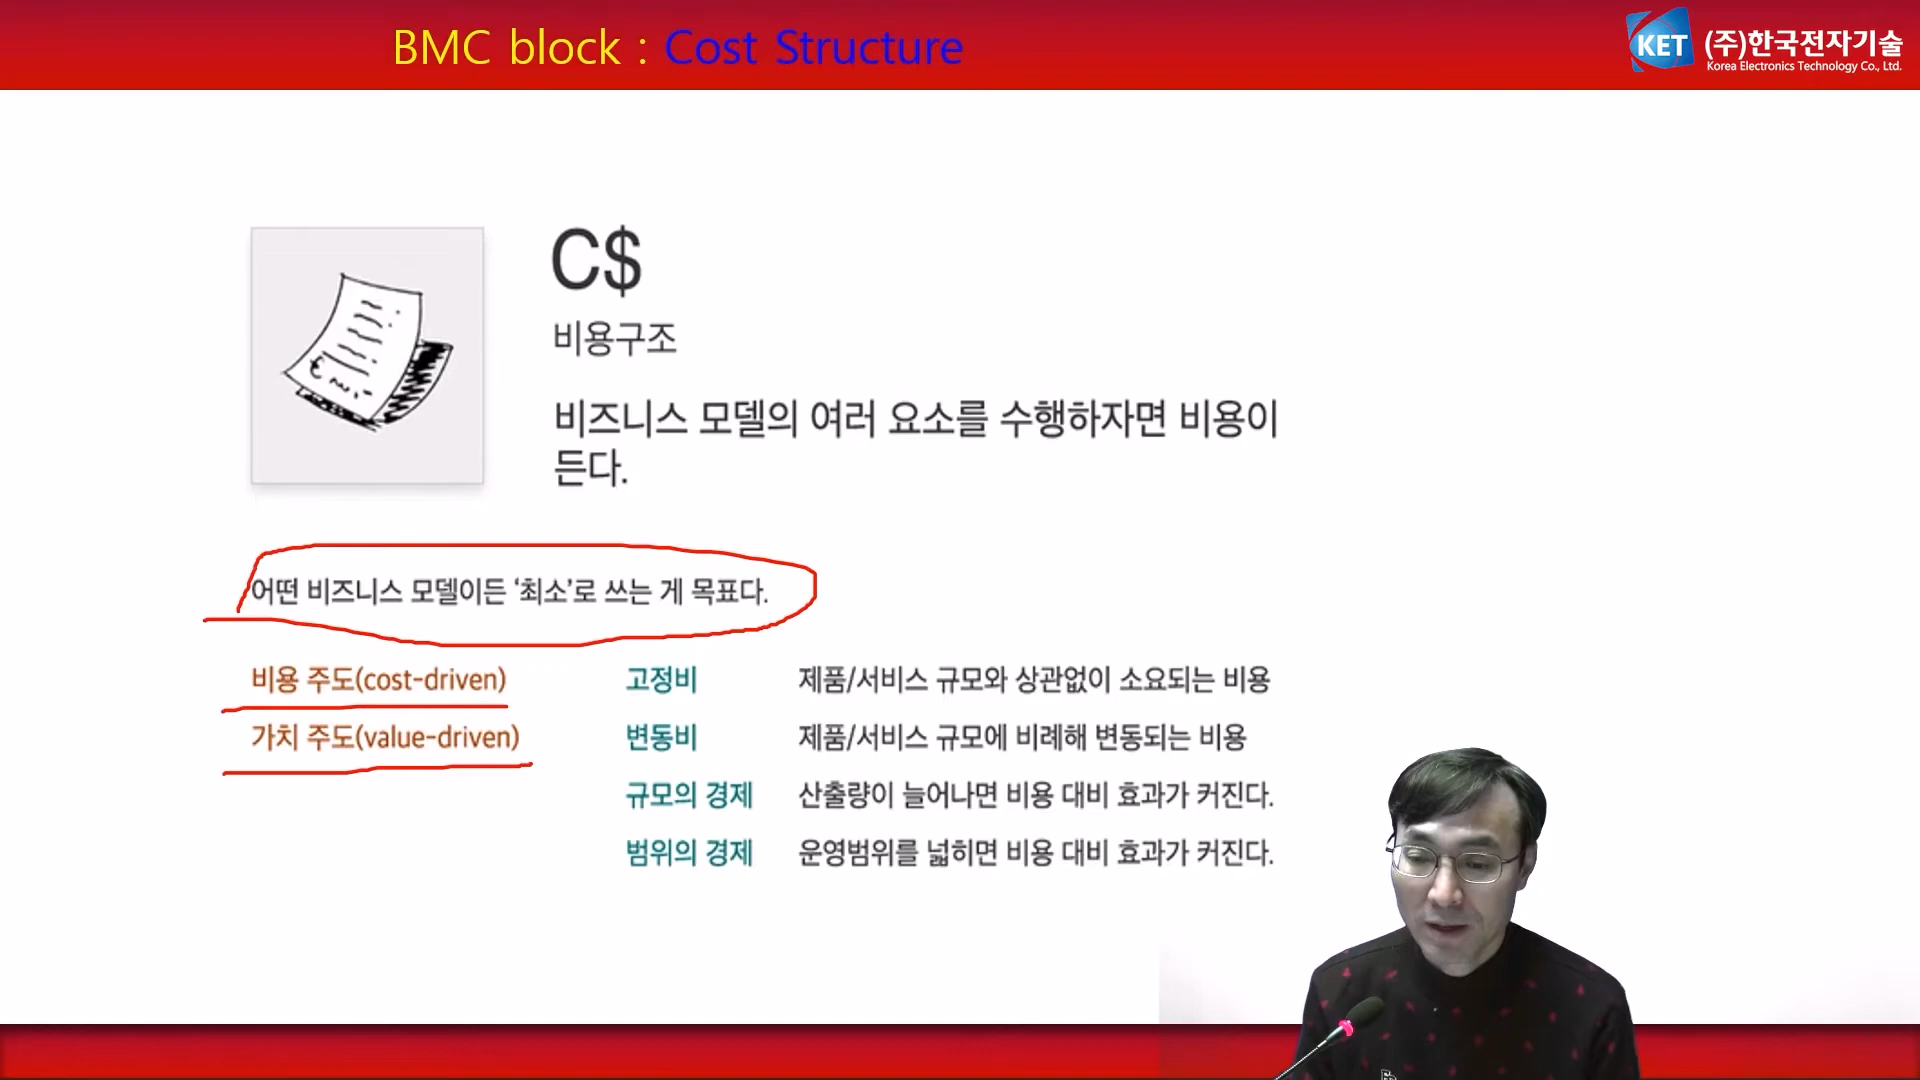 BMC block : Cost Structure
KET (주)한국전자기술
Korea Electronics Technology Co., Ltd.
C$
비용구조
비즈니스 모델의 여러 요소를 수행하자면 비용이
든다.
어떤 비즈니스 모델이든 ‘최소’로 쓰는 게 목표다.
비용 주도(cost-driven) 고정비 제품/서비스 규모와 상관없이 소요되는 비용
가치 주도(value-driven) 변동비 제품/서비스 규모에 비례해 변동되는 비용
규모의 경제 산출량이 늘어나면 비용 대비 효과가 커진다.
범위의 경제 운영범위를 넓히면 비용 대비 효과가 커진다.